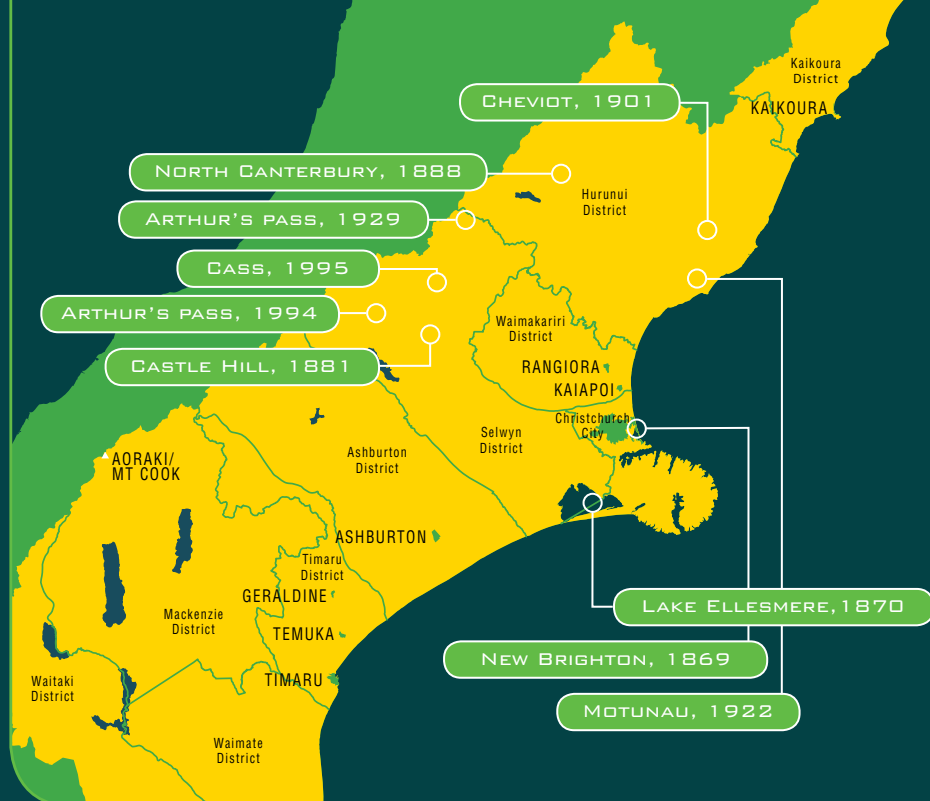 Kaikoura
District
KAIKOURA
CHEVIOT, 1901
NORTH CANTERBURY, 1888
Hurunui
District
ARTHUR'S PASS, 1929
CASS, 1995
ARTHUR'S PASS, 1994
Waimakariri
District
CASTLE HILL, 1881
RANGIORA
KAIAPOI
Christchurch
City
Selwyn
District
Ashburton
District
AORAKI/
MT COOK
ASHBURTON
Timaru
District
GERALDINE
LAKE ELLESMERE, 1870
Mackenzie
District
TEMUKA
NEW BRIGHTON, 1869
TIMARU
Waitaki
District
MOTUNAU, 1922
Waimate
District